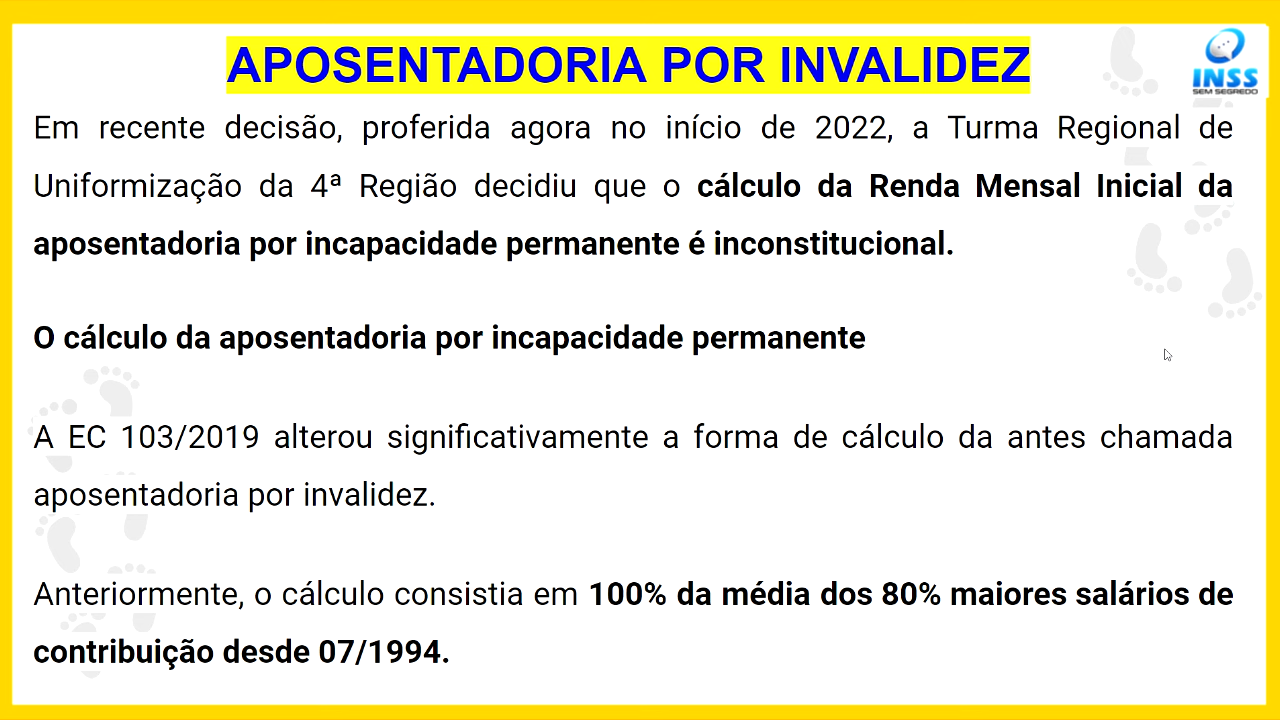 APOSENTADORIA POR INVALIDEZ
INSS
SEM SEGREDO
Em recente decisão, proferida agora no início de 2022, a Turma Regional de
Uniformização da 4ª Região decidiu que o cálculo da Renda Mensal Inicial da
aposentadoria por incapacidade permanente é inconstitucional.
O cálculo da aposentadoria por incapacidade permanente
A EC 103/2019 alterou significativamente a forma de cálculo da antes chamada
aposentadoria por invalidez.
Anteriormente, o cálculo consistia em 100% da média dos 80% maiores salários de
contribuição desde 07/1994.